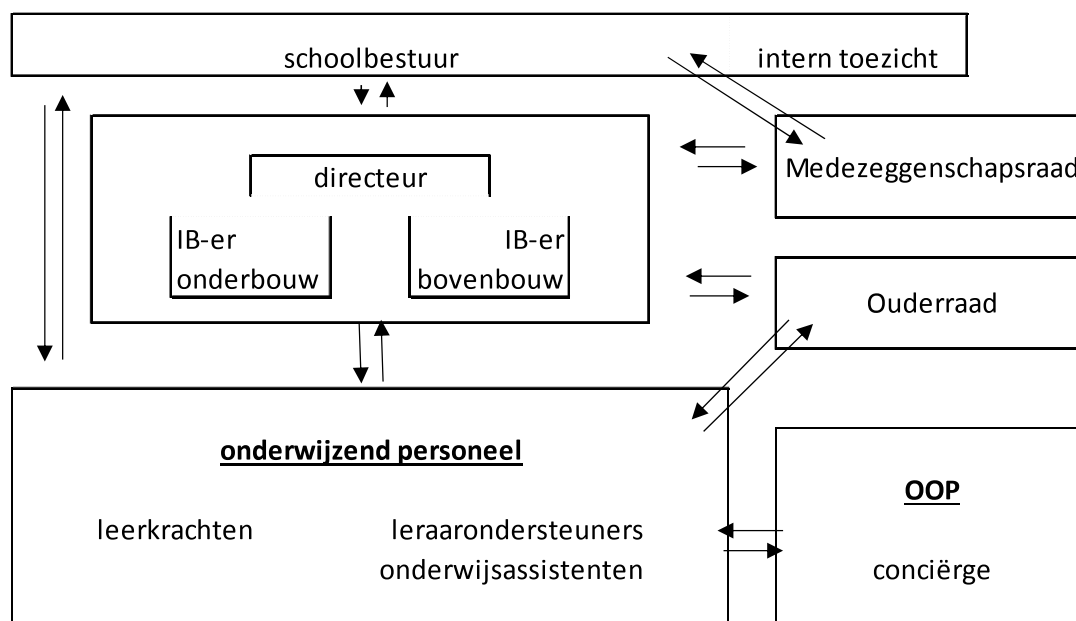 schoolbestuur intern toezicht
directeur
Medezeggenschapsraad
IB-er
onderbouw
IB-er
bovenbouw
Ouderraad
onderwijzend personeel
leerkrachten
leraarondersteuners
onderwijsassistenten
OOP
conciërge